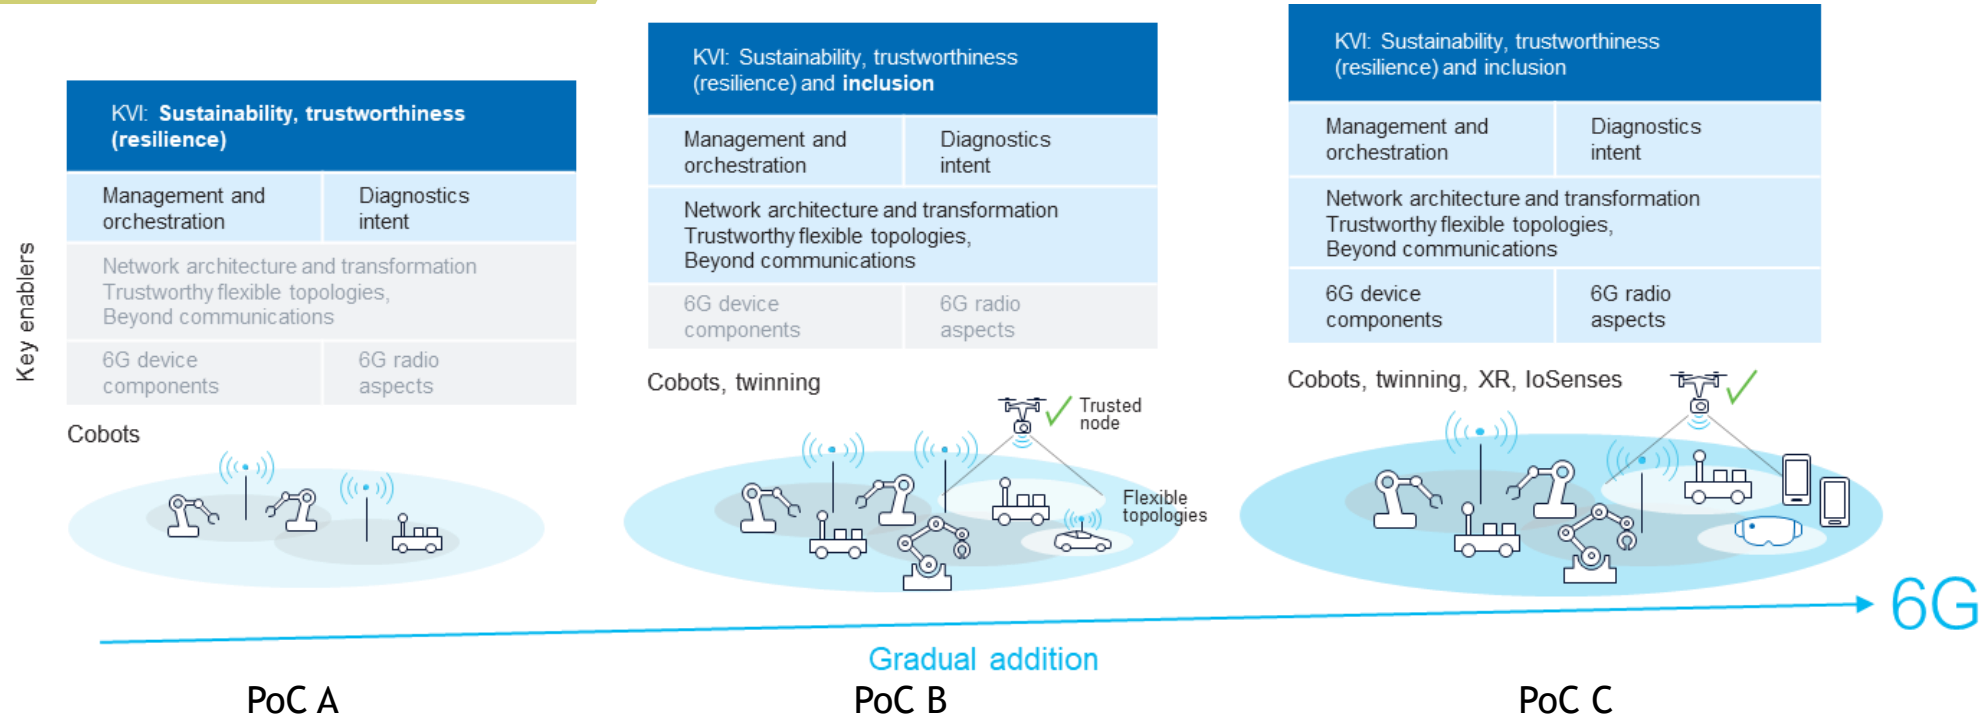 Key enablers
KVI: Sustainability, trustworthiness
(resilience)
Management and
orchestration
Diagnostics
intent
Network architecture and transformation
Trustworthy flexible topologies,
Beyond communications
6G device
components
6G radio
aspects
Cobots
PoC A
KVI: Sustainability, trustworthiness
(resilience) and inclusion
Management and
orchestration
Diagnostics
intent
Network architecture and transformation
Trustworthy flexible topologies,
Beyond communications
6G device
components
6G radio
aspects
Cobots, twinning
Trusted
node
Flexible
topologies
PoC B
KVI: Sustainability, trustworthiness
(resilience) and inclusion
Management and
orchestration
Diagnostics
intent
Network architecture and transformation
Trustworthy flexible topologies,
Beyond communications
6G device
components
6G radio
aspects
Cobots, twinning, XR, IoSenses
PoC C
Gradual addition
6G